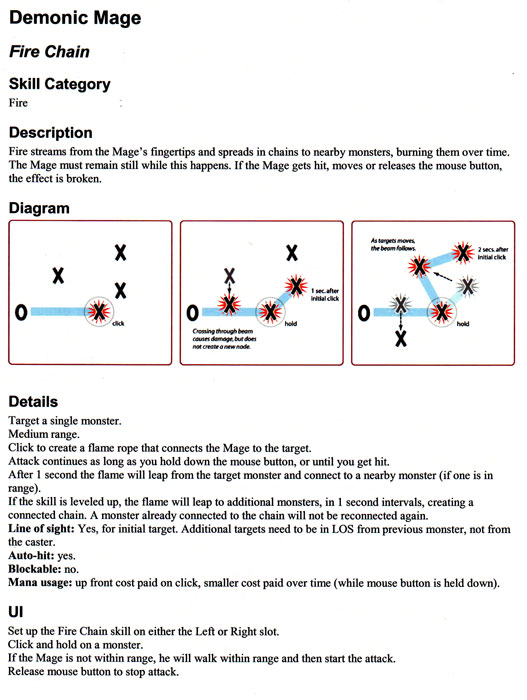 Demonic Mage
Fire Chain
Skill Category
Fire
Description
Fire streams from the Mage's fingertips and spreads in chains to nearby monsters, burning them over time.
The Mage must remain still while this happens. If the Mage gets hit, moves or releases the mouse button,
the effect is broken.
Diagram
X
X
X
O
X
click
X
X
X
1 sec. after
initial click
O
X
X
hold
Crossing through beam
causes damage, but does
not create a new node.
As targets moves,
the beam follows.
X
2 secs. after
initial click
X
X
X
O
X
hold
X
Details
Target a single monster.
Medium range.
Click to create a flame rope that connects the Mage to the target.
Attack continues as long as you hold down the mouse button, or until you get hit.
After 1 second the flame will leap from the target monster and connect to a nearby monster (if one is in
range).
If the skill is leveled up, the flame will leap to additional monsters, in 1 second intervals, creating a
connected chain. A monster already connected to the chain will not be reconnected again.
Line of sight: Yes, for initial target. Additional targets need to be in LOS from previous monster, not from
the caster.
Auto-hit: yes.
Blockable: no.
Mana usage: up front cost paid on click, smaller cost paid over time (while mouse button is held down).
UI
Set up the Fire Chain skill on either the Left or Right slot.
Click and hold on a monster.
If the Mage is not within range, he will walk within range and then start the attack.
Release mouse button to stop attack.